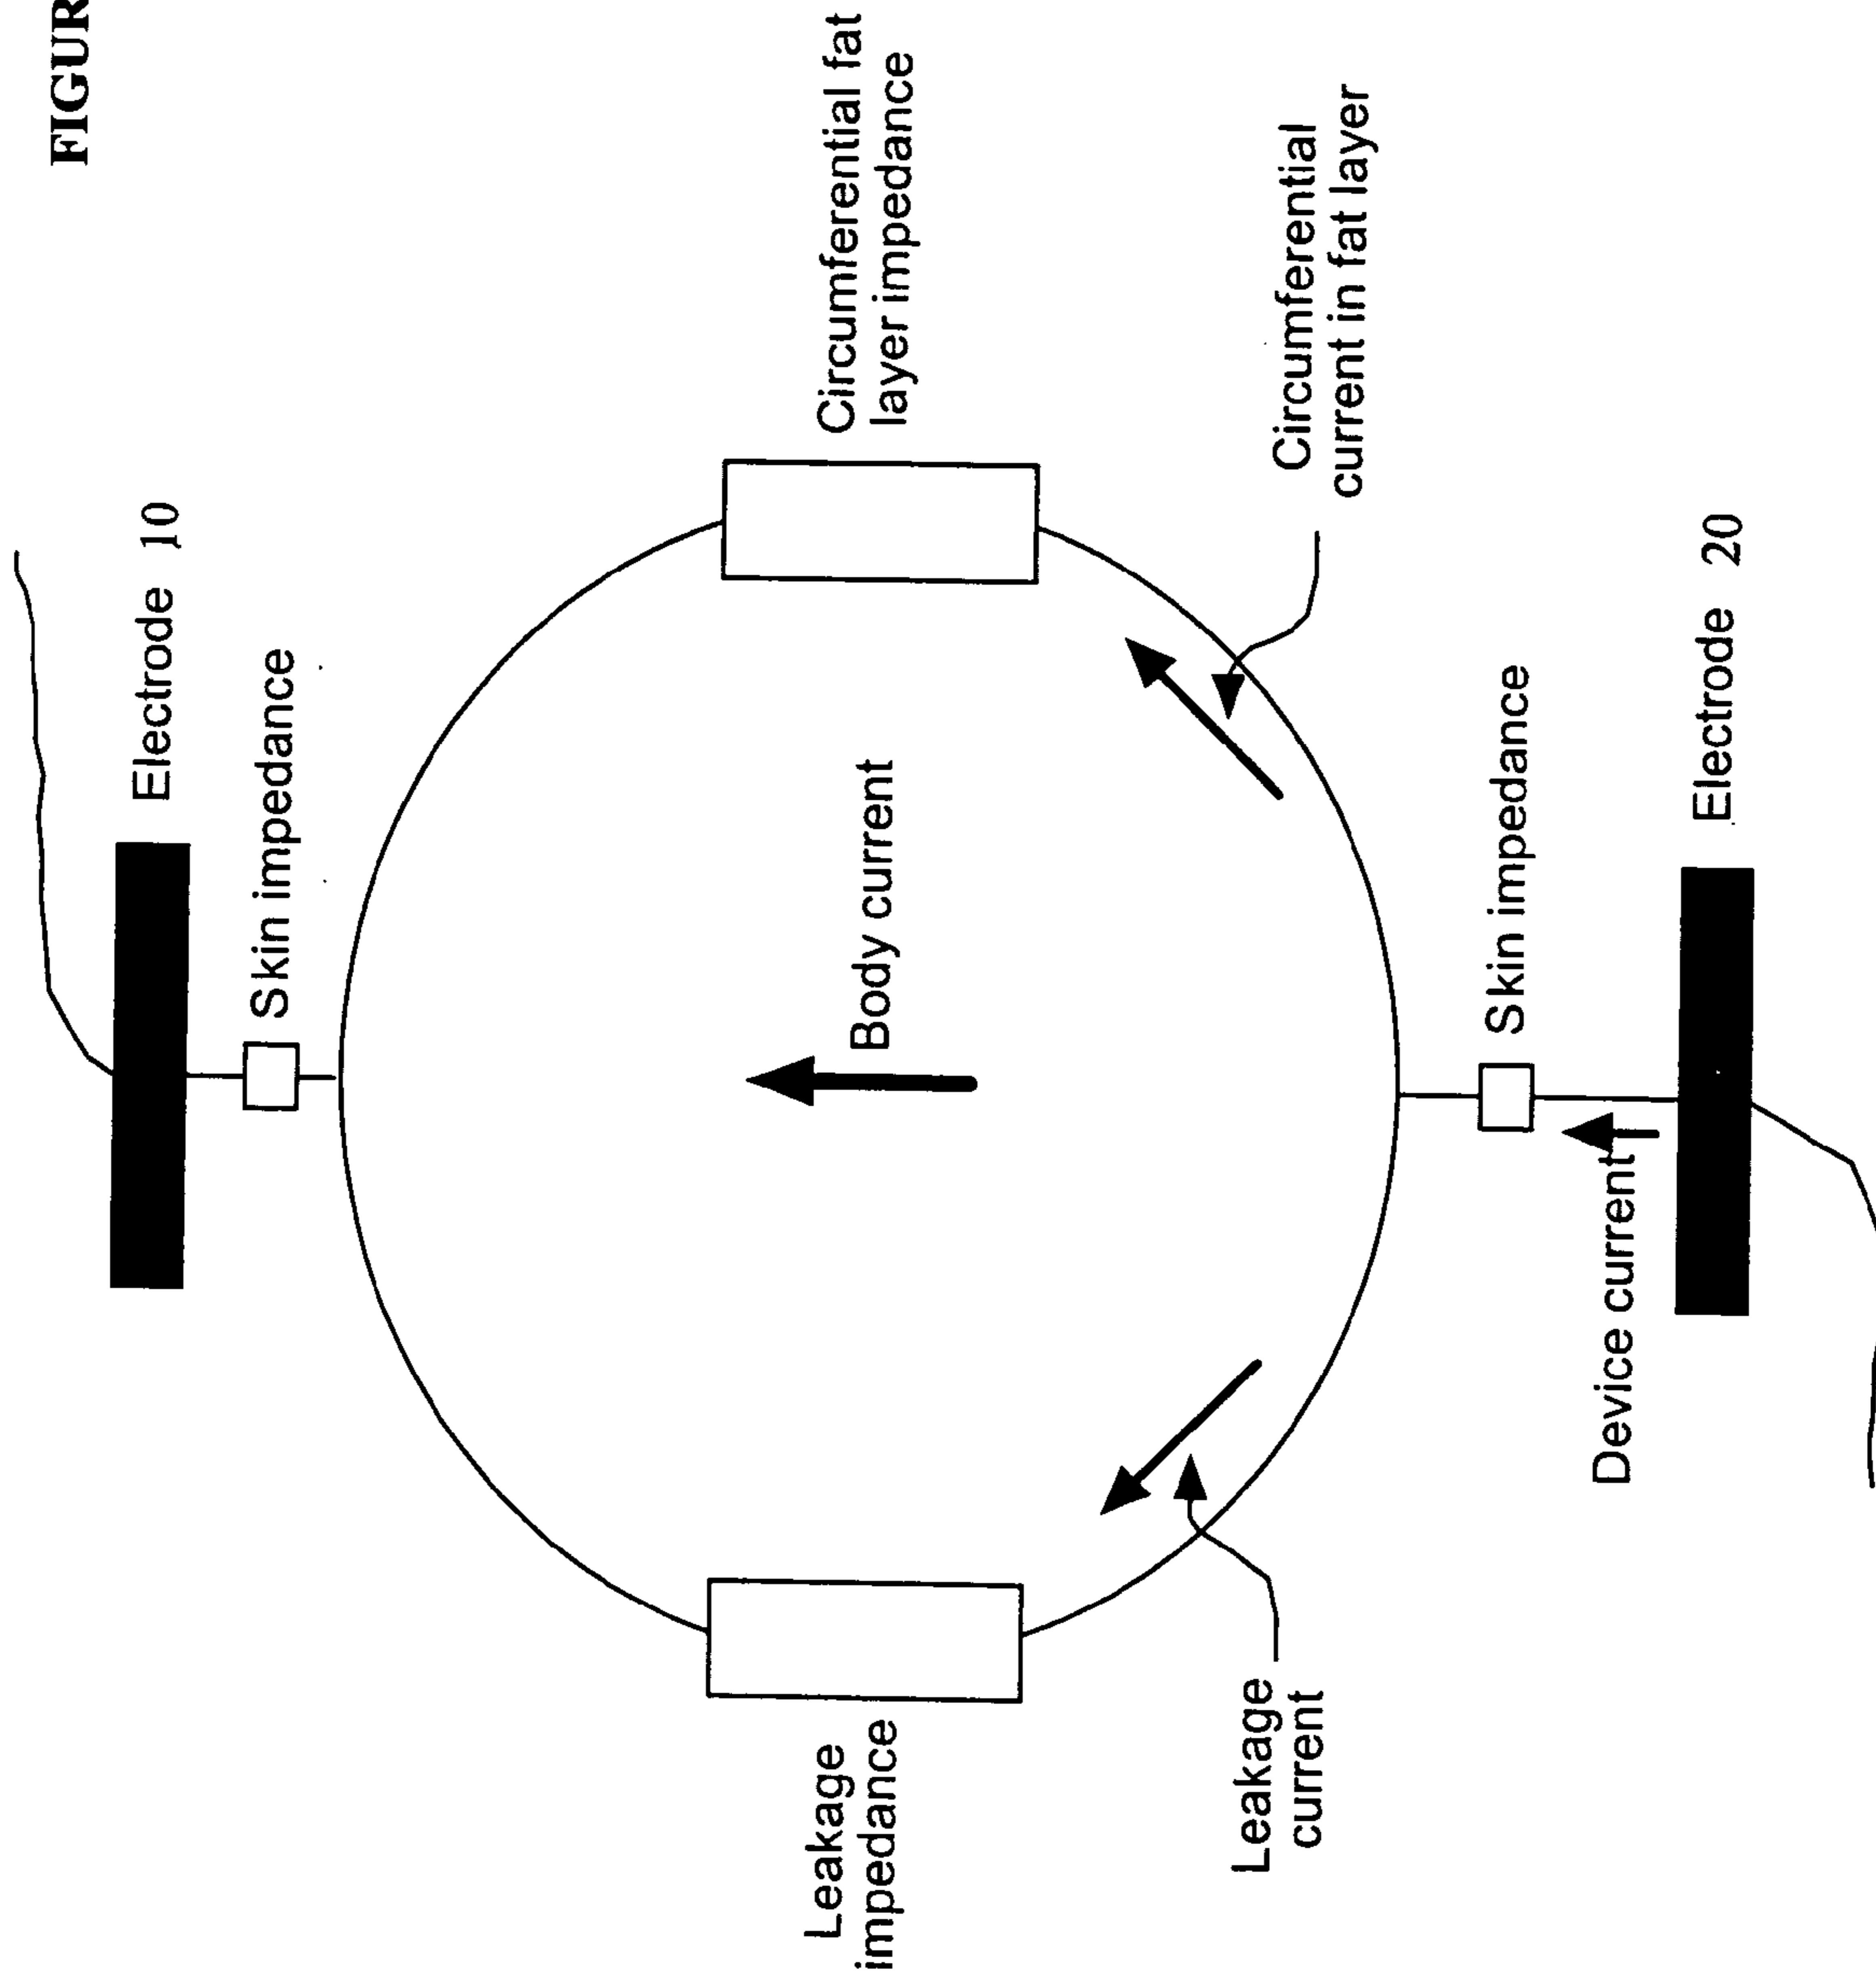 FIGUR
Electrode 10
Skin impedance
Circumferential fat
layer impedance
Body current
Leakage
impedance
Circumferential
current in fat layer
Leakage
current
Skin impedance
Device current
Electrode 20